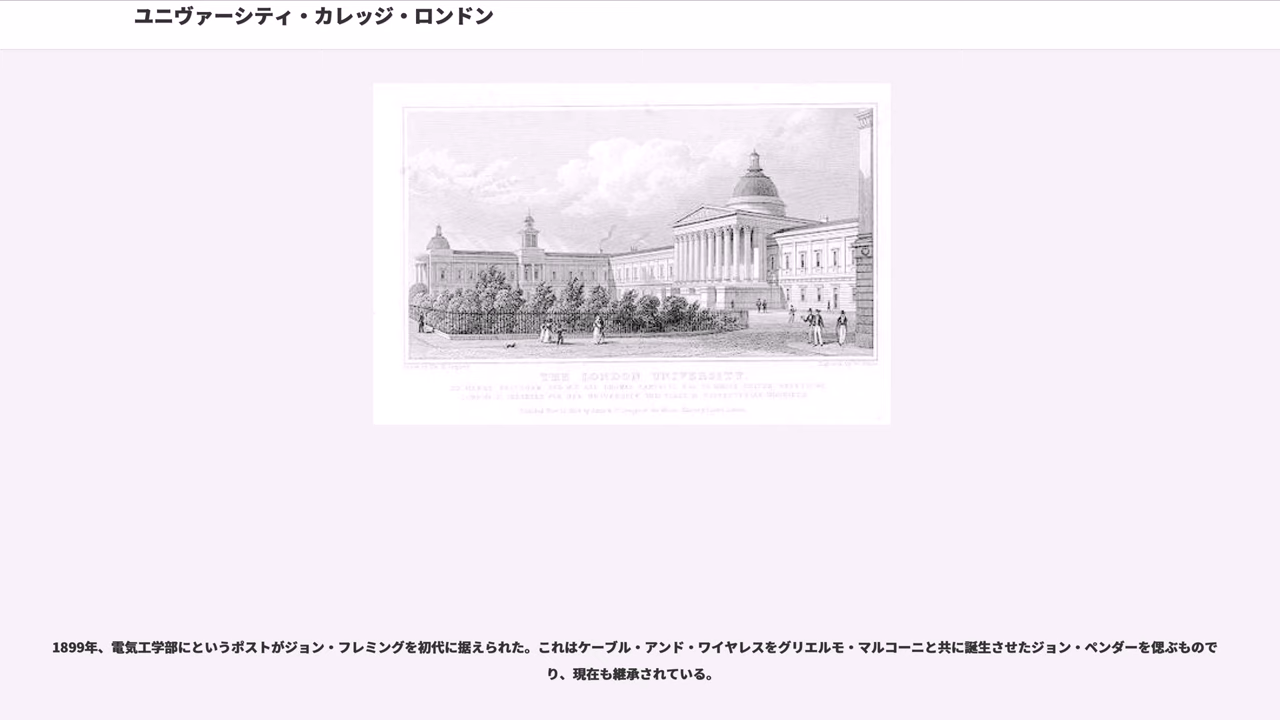 ユニヴァーシティ・カレッジ・ロンドン
THE LONDON UNIVERSITY.
1899年、電気工学部にというポストがジョン・フレミングを初代に据えられた。これはケーブル・アンド・ワイヤレスをグリエルモ・マルコーニと共に誕生させたジョン・ペンダーを偲ぶもので
り、現在も継承されている。